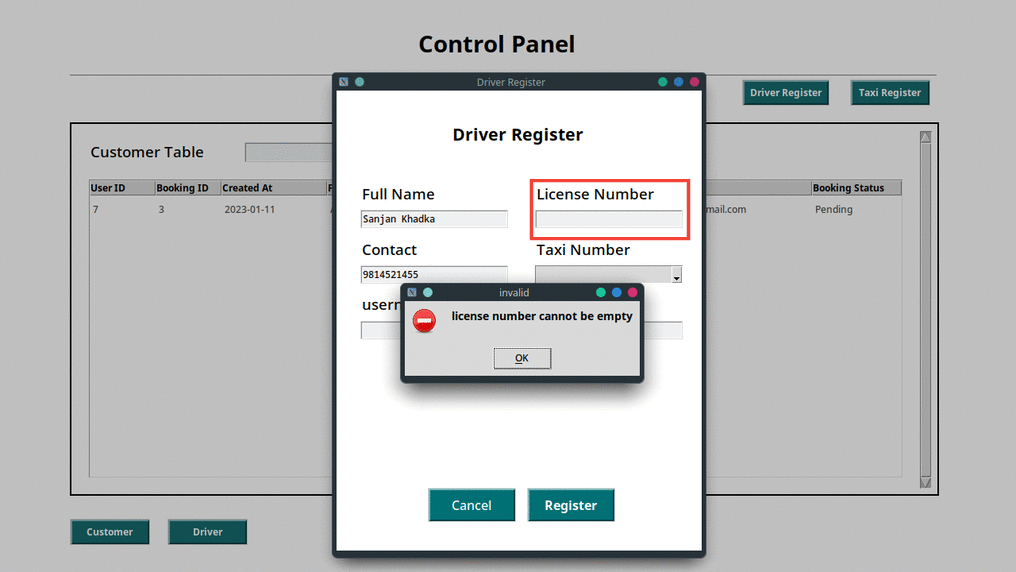 Control Panel
Driver Register
Driver Register
Taxi Register
Driver Register
Customer Table
User ID
Booking ID
Created At
Booking Status
7
3
2023-01-11
mail.com
Pending
Full Name
License Number
Sanjan Khadka
Contact
Taxi Number
9814521455
invalid
license number cannot be empty
OK
Cancel
Register
Customer
Driver